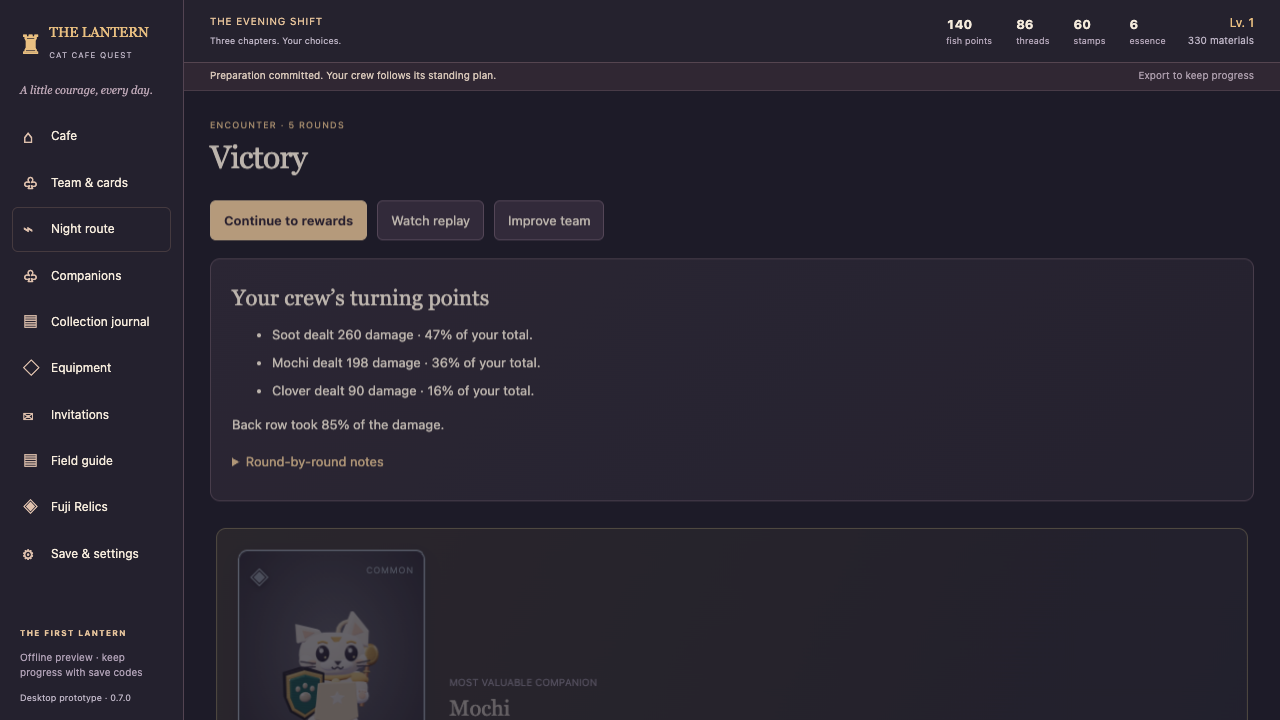 THE LANTERN
CAT CAFE QUEST
A little courage, every day.
Cafe
Team & cards
Night route
Companions
Collection journal
Equipment
Invitations
Field guide
Fuji Relics
Save & settings
THE FIRST LANTERN
Offline preview · keep
progress with save codes
Desktop prototype · 0.7.0
THE EVENING SHIFT
Three chapters. Your choices.
140
fish points
86
threads
60
stamps
6
essence
Lv. 1
330 materials
Preparation committed. Your crew follows its standing plan.
Export to keep progress
ENCOUNTER · 5 ROUNDS
Victory
Continue to rewards
Watch replay
Improve team
Your crew’s turning points
• Soot dealt 260 damage · 47% of your total.
• Mochi dealt 198 damage · 36% of your total.
• Clover dealt 90 damage · 16% of your total.
Back row took 85% of the damage.
Round-by-round notes
COMMON
MOST VALUABLE COMPANION
Mochi